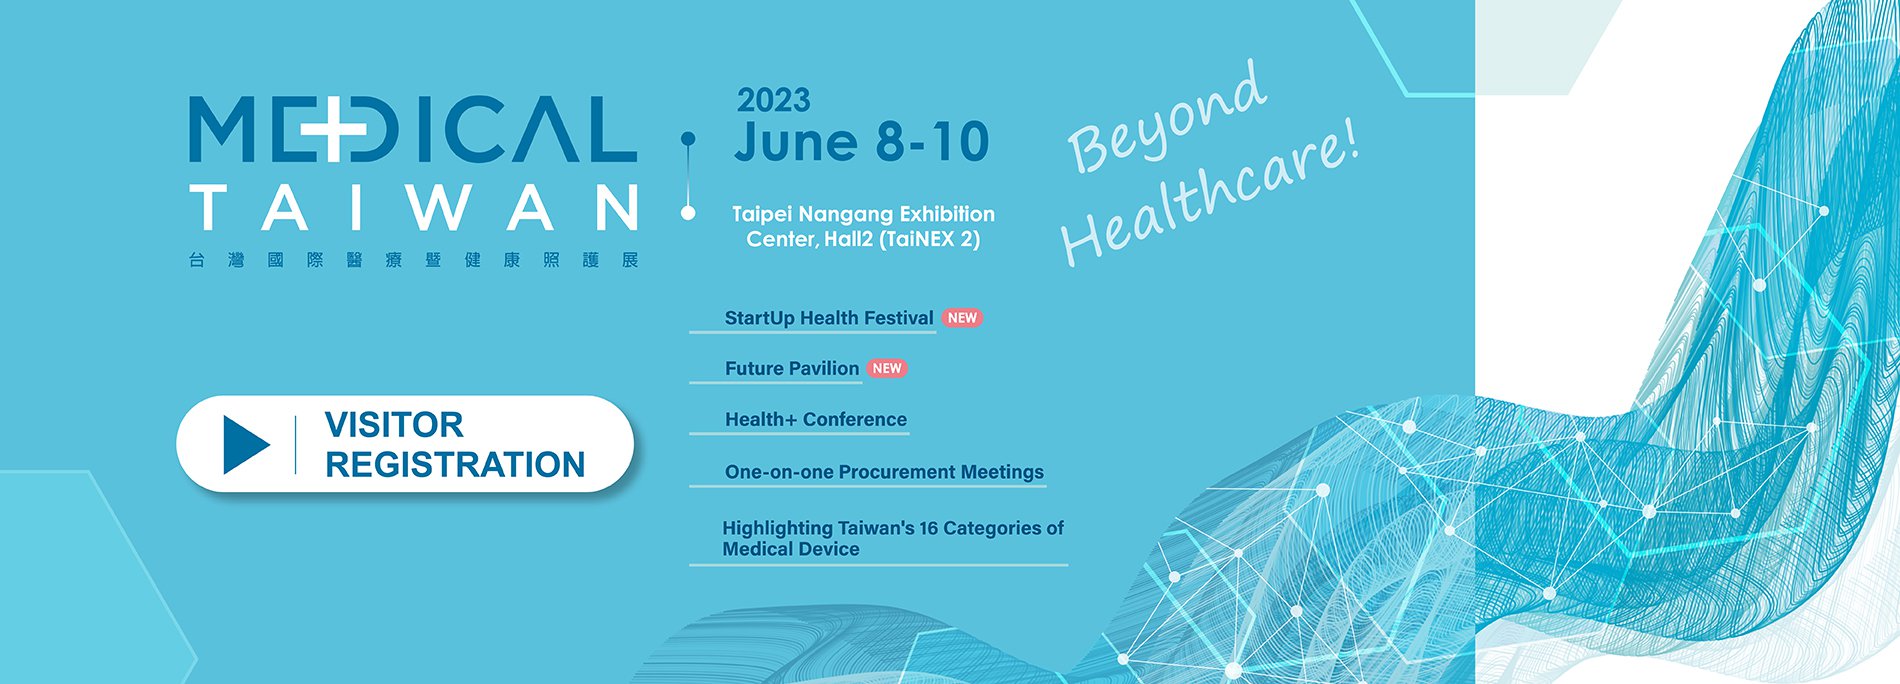 MEDICAL
TAIWAN
台灣國際醫療暨健康照護展
2023
June 8-10
Taipei Nangang Exhibition
Center, Hall2 (TaiNEX 2)
Beyond
Healthcare!
StartUp Health Festival NEW
Future Pavilion NEW
Health+ Conference
One-on-one Procurement Meetings
Highlighting Taiwan's 16 Categories of
Medical Device
VISITOR
REGISTRATION